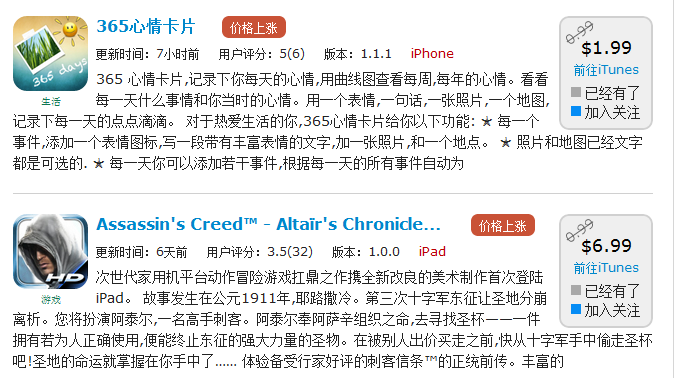 365心情卡片 价格上涨
更新时间：7小时前 用户评分：5(6) 版本：1.1.1 iPhone
365 心情卡片,记录下你每天的心情,用曲线图查看每周,每年的心情。看看
每一天什么事情和你当时的心情。用一个表情,一句话,一张照片,一个地图,
记录下每一天的点点滴滴。 对于热爱生活的你,365心情卡片给你以下功能: ★ 每一个
事件,添加一个表情图标,写一段带有丰富表情的文字,加一张照片,和一个地点。 ★ 照片和地图已经文字
都是可选的. ★ 每一天你可以添加若干事件,根据每一天的所有事件自动为
365 days
生活
0.99
$1.99
前往iTunes
已经有了
加入关注
Assassin's Creed™ - Altaïr's Chronicle... 价格上涨
更新时间：6天前 用户评分：3.5(32) 版本：1.0.0 iPad
次世代家用机平台动作冒险游戏扛鼎之作携全新改良的美术制作首次登陆
iPad。 故事发生在公元1911年,耶路撒冷。第三次十字军东征让圣地分崩
离析。您将扮演阿泰尔,一名高手刺客。阿泰尔奉阿萨辛组织之命,去寻找圣杯一一一件
拥有若为人正确使用,便能终止东征的强大力量的圣物。在被别人出价买走之前,快从十字军手中偷走圣杯
吧!圣地的命运就掌握在你手中了…… 体验备受行家好评的刺客信条™的正统前传。丰富的
HD
游戏
0.99
$6.99
前往iTunes
已经有了
加入关注